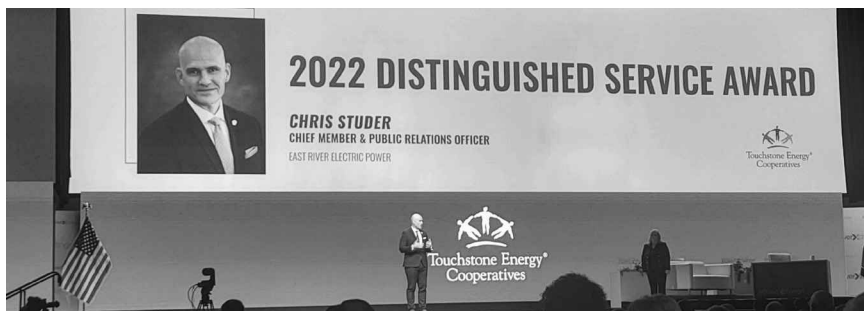 2022 DISTINGUISHED SERVICE AWARD
CHRIS STUDER
CHIEF MEMBER & PUBLIC RELATIONS OFFICER
EAST RIVER ELECTRIC POWER
Touchstone Energy®
Cooperatives
Touchstone Energy®
Cooperatives